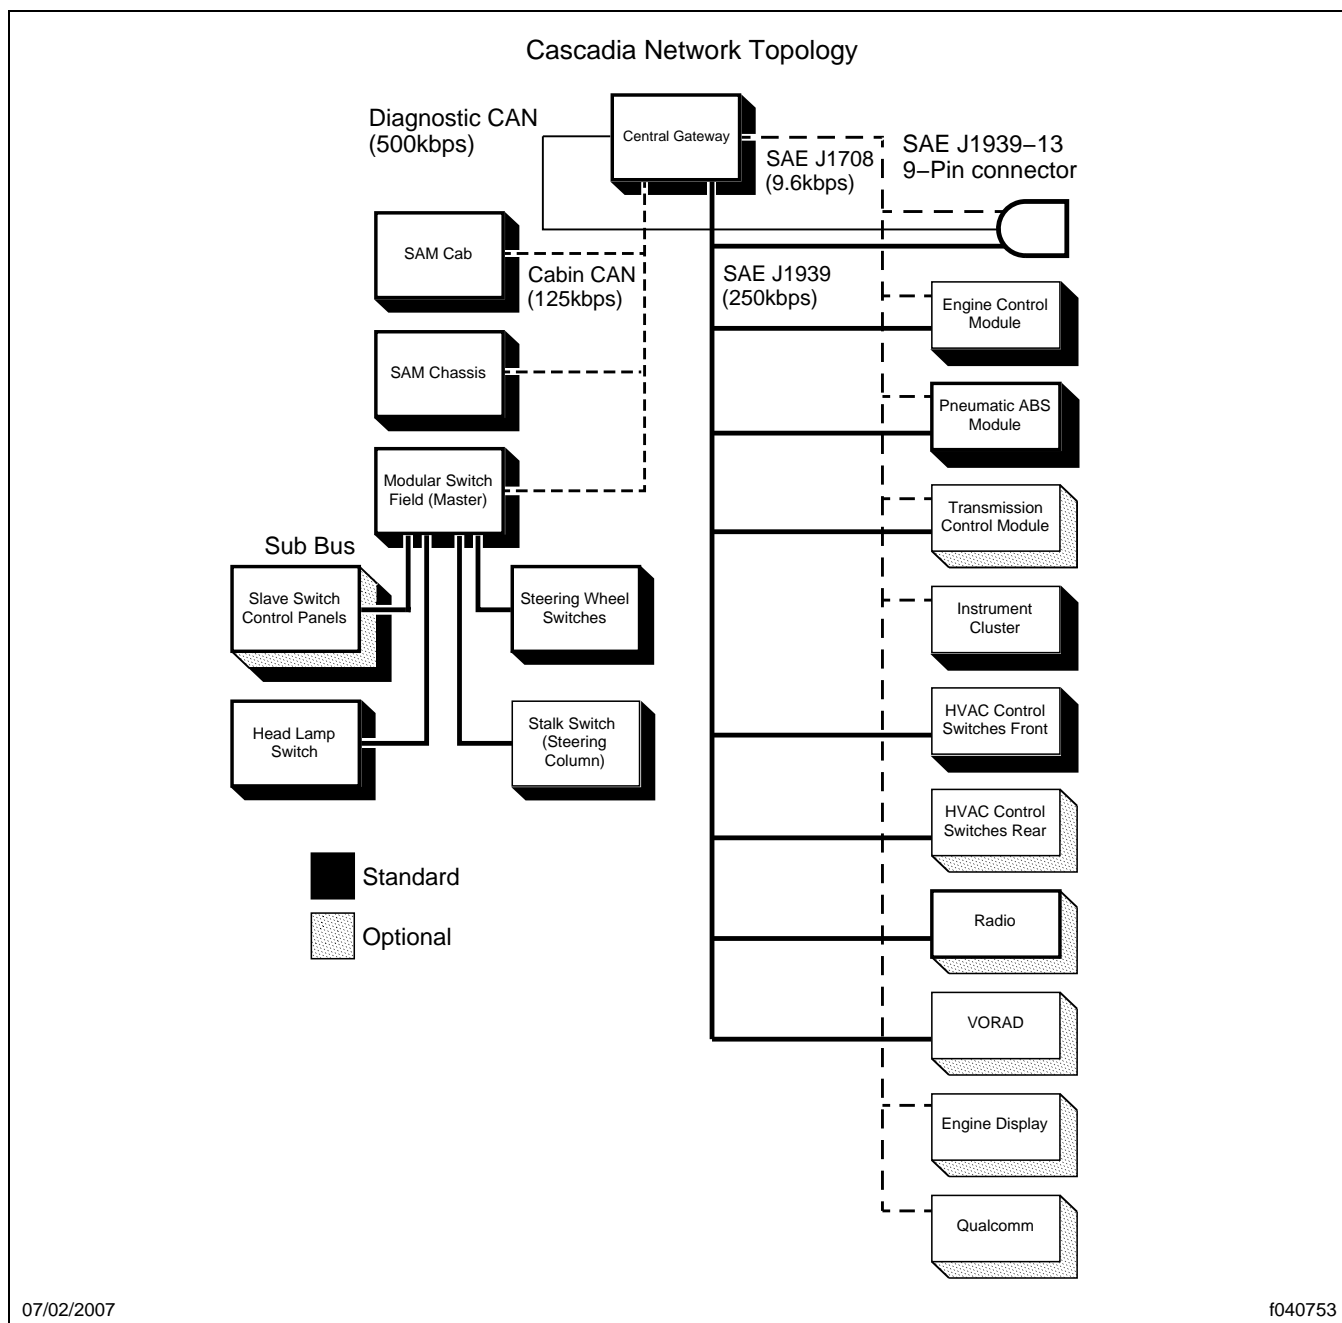 Cascadia Network Topology
Diagnostic CAN
(500kbps)
Central Gateway
SAE J1708
(9.6kbps)
SAE J1939–13
9–Pin connector
SAM Cab
Cabin CAN
(125kbps)
SAE J1939
(250kbps)
Engine Control
Module
SAM Chassis
Pneumatic ABS
Module
Modular Switch
Field (Master)
Transmission
Control Module
Sub Bus
Slave Switch
Control Panels
Steering Wheel
Switches
Instrument
Cluster
Head Lamp
Switch
Stalk Switch
(Steering
Column)
HVAC Control
Switches Front
HVAC Control
Switches Rear
Standard
Optional
Radio
VORAD
Engine Display
Qualcomm
07/02/2007
f040753